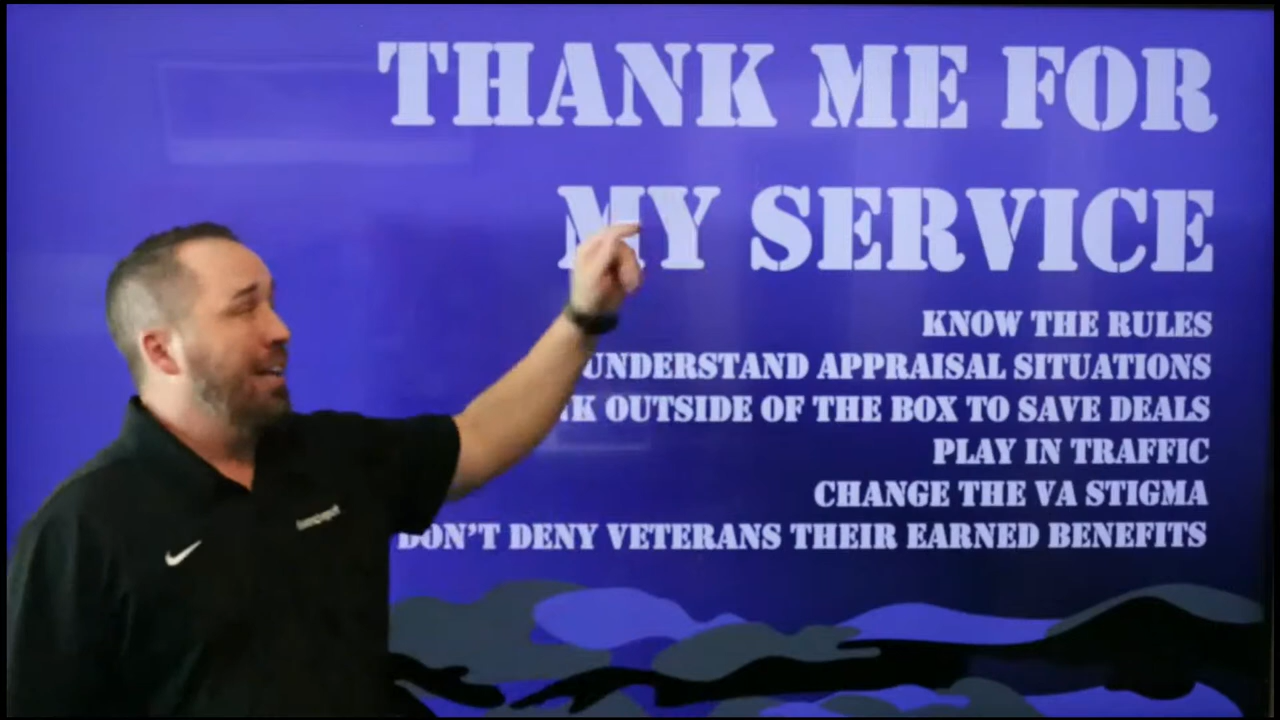 THANK ME FOR
MY SERVICE
KNOW THE RULES
UNDERSTAND APPRAISAL SITUATIONS
NK OUTSIDE OF THE BOX TO SAVE DEALS
PLAY IN TRAFFIC
CHANGE THE VA STIGMA
DON'T DENY VETERANS THEIR EARNED BENEFITS